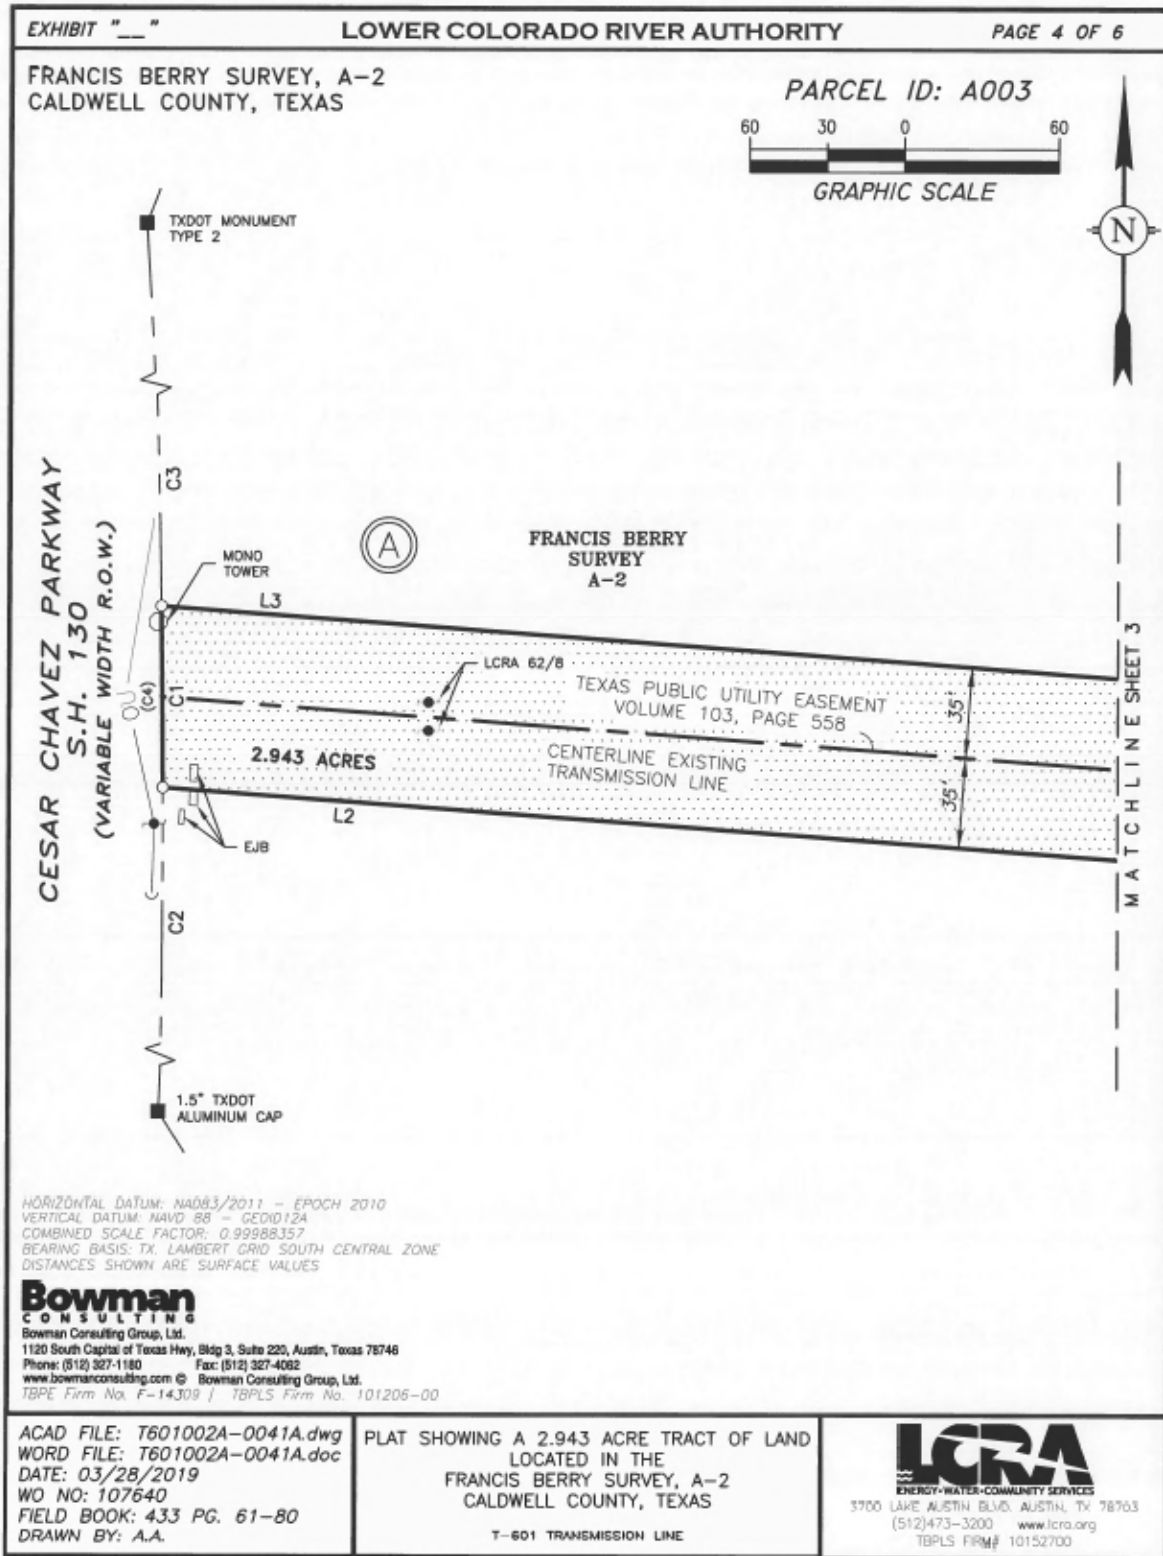 EXHIBIT "__"
LOWER COLORADO RIVER AUTHORITY
PAGE 4 OF 6
FRANCIS BERRY SURVEY, A-2
CALDWELL COUNTY, TEXAS
PARCEL ID: A003
60 30 0 60
GRAPHIC SCALE
N
TXDOT MONUMENT
TYPE 2
C3
CESAR CHAVEZ PARKWAY
S.H. 130
(VARIABLE WIDTH R.O.W.)
A
FRANCIS BERRY
SURVEY
A-2
MONO
TOWER
L3
LCRA 62/8
TEXAS PUBLIC UTILITY EASEMENT
VOLUME 103, PAGE 558
35'
(C4)
C1
2.943 ACRES
CENTERLINE EXISTING
TRANSMISSION LINE
35'
L2
EJB
MATCHLINE SHEET 3
C2
1.5" TXDOT
ALUMINUM CAP
HORIZONTAL DATUM: NAD83/2011 - EPOCH 2010
VERTICAL DATUM: NAVD 88 - GEOID12A
COMBINED SCALE FACTOR: 0.99988357
BEARING BASIS: TX. LAMBERT GRID SOUTH CENTRAL ZONE
DISTANCES SHOWN ARE SURFACE VALUES
Bowman
CONSULTING
Bowman Consulting Group, Ltd.
1120 South Capital of Texas Hwy, Bldg 3, Suite 220, Austin, Texas 78746
Phone: (512) 327-1180 Fax: (512) 327-4062
www.bowmanconsulting.com © Bowman Consulting Group, Ltd.
TBPE Firm No. F-14309 | TBPLS Firm No. 101206-00
ACAD FILE: T601002A-0041A.dwg
WORD FILE: T601002A-0041A.doc
DATE: 03/28/2019
WO NO: 107640
FIELD BOOK: 433 PG. 61-80
DRAWN BY: A.A.
PLAT SHOWING A 2.943 ACRE TRACT OF LAND
LOCATED IN THE
FRANCIS BERRY SURVEY, A-2
CALDWELL COUNTY, TEXAS
T-601 TRANSMISSION LINE
LCRA
ENERGY•WATER•COMMUNITY SERVICES
3700 LAKE AUSTIN BLVD. AUSTIN, TX 78703
(512)473-3200 www.lcra.org
TBPLS FIRM# 10152700